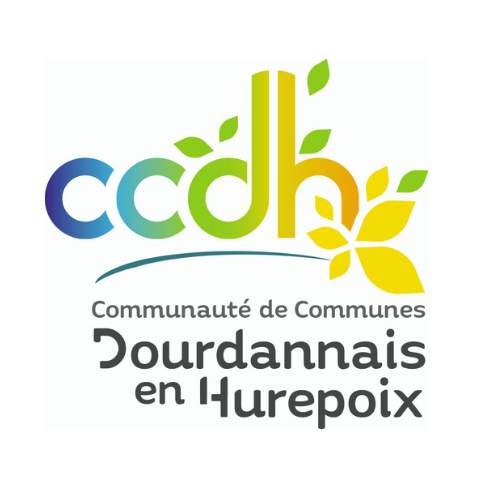 ccdh
Communauté de Communes
Dourdannais
en Hurepoix